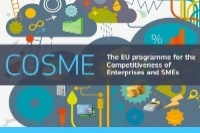 COSME
The EU programme for the
Competitiveness of
Enterprises and SMEs
%